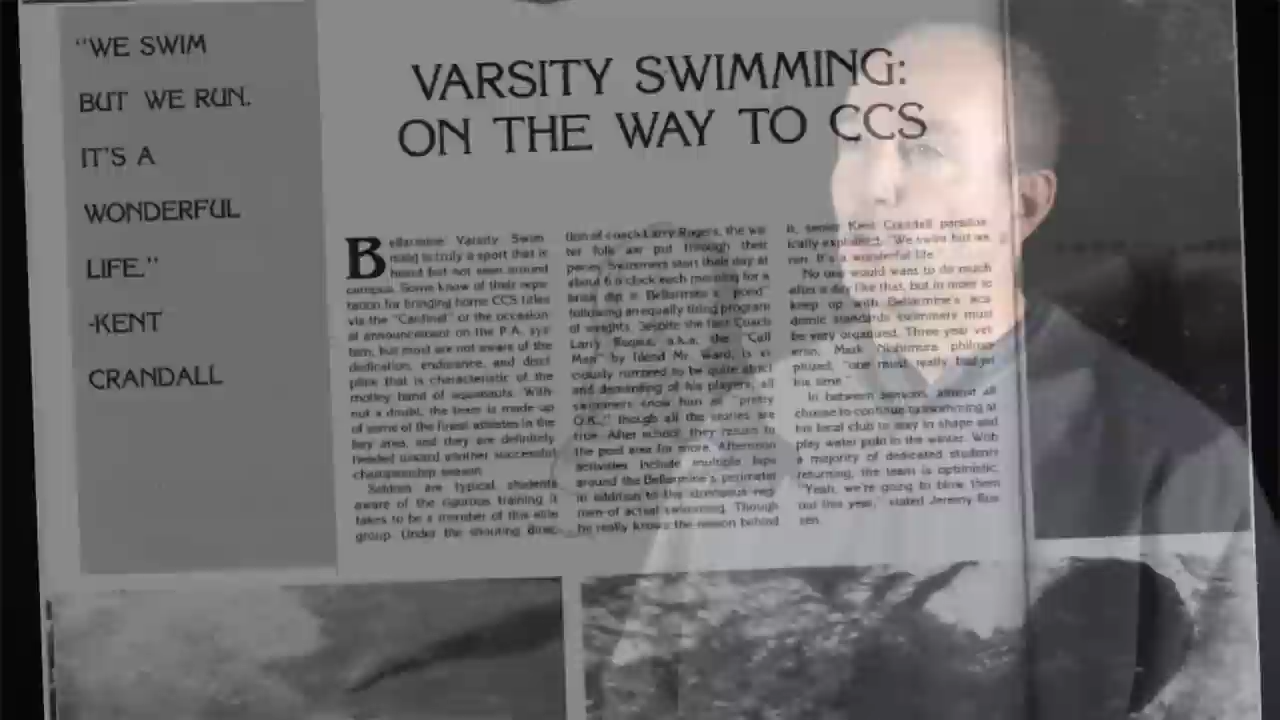 "WE SWIM
BUT WE RUN.
IT'S A
WONDERFUL
LIFE."
-KENT
CRANDALL
VARSITY SWIMMING:
ON THE WAY TO CCS
Bellarmine Varsity Swim
ming is truly a sport that is
heard but not seen around
campus. Some know of their repu
tation for bringing home CCS titles
via the "Cardinal" or the occasion
al announcement on the P.A. sys
tem, but most are not aware of the
dedication, endurance, and disci
pline that is characteristic of the
motley band of aquanauts. With
out a doubt, the team is made up
of some of the finest athletes in the
bay area, and they are definitely
headed toward another successful
championship season.
Seldom are typical students
aware of the rigorous training it
takes to be a member of this elite
group. Under the shouting direc-
tion of coach Larry Rogers, the wa
ter folk are put through their
paces. Swimmers start their day at
about 6 o'clock each morning for a
brisk dip in Bellarmine's "pond"
following an equally tiring program
of weights. Despite the fact Coach
Larry Rogers, a.k.a. the "Call
Man" by friend Mr. Ward, is vi
ciously rumored to be quite strict
and demanding of his players, all
swimmers know him as "pretty
O.K.," though all the stories are
true. After school, they return to
the pool area for more. Afternoon
activities include multiple laps
around the Bellarmine's perimeter
in addition to the strenuous regi
men of actual swimming. Though
he really knows the reason behind
it, senior Kent Crandall paradox
ically explained, "We swim but we
run. It's a wonderful life."
No one would want to do much
after a day like that, but in order to
keep up with Bellarmine's aca
demic standards swimmers must
be very organized. Three year vet
eran, Mark Nishimura philoso
phized, "one must really budget
his time."
In between seasons, almost all
choose to continue by swimming at
his local club to stay in shape and
play water polo in the winter. With
a majority of dedicated students
returning, the team is optimistic.
"Yeah, we're going to blow them
out this year," stated Jeremy